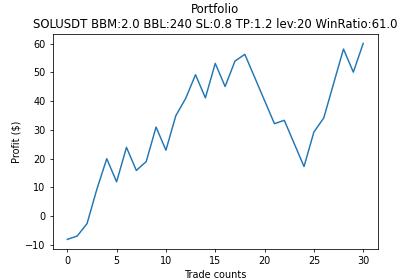 Portfolio
SOLUSDT BBM:2.0 BBL:240 SL:0.8 TP:1.2 lev:20 WinRatio:61.0
60
50
40
30
20
10
0
−10
Profit ($)
0 5 10 15 20 25 30
Trade counts